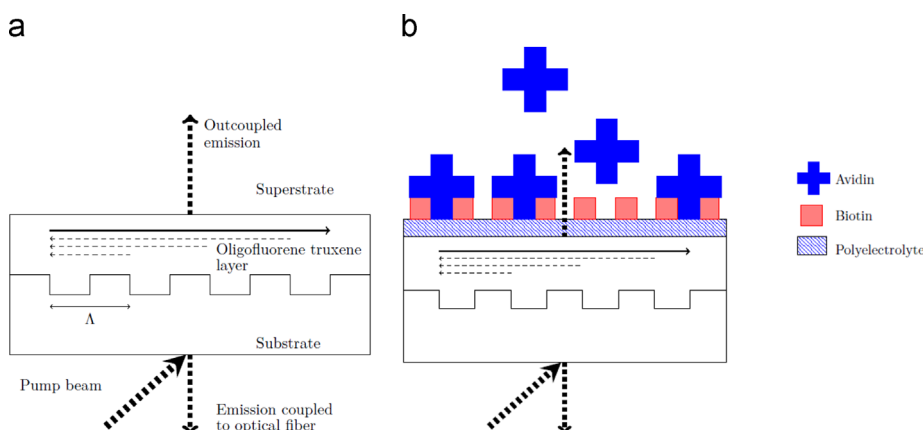 a
b
Outcoupled
emission
Superstrate
Oligofluorene truxene
layer
Λ
Substrate
Pump beam
Emission coupled
to optical fiber
Avidin
Biotin
Polyelectrolyte